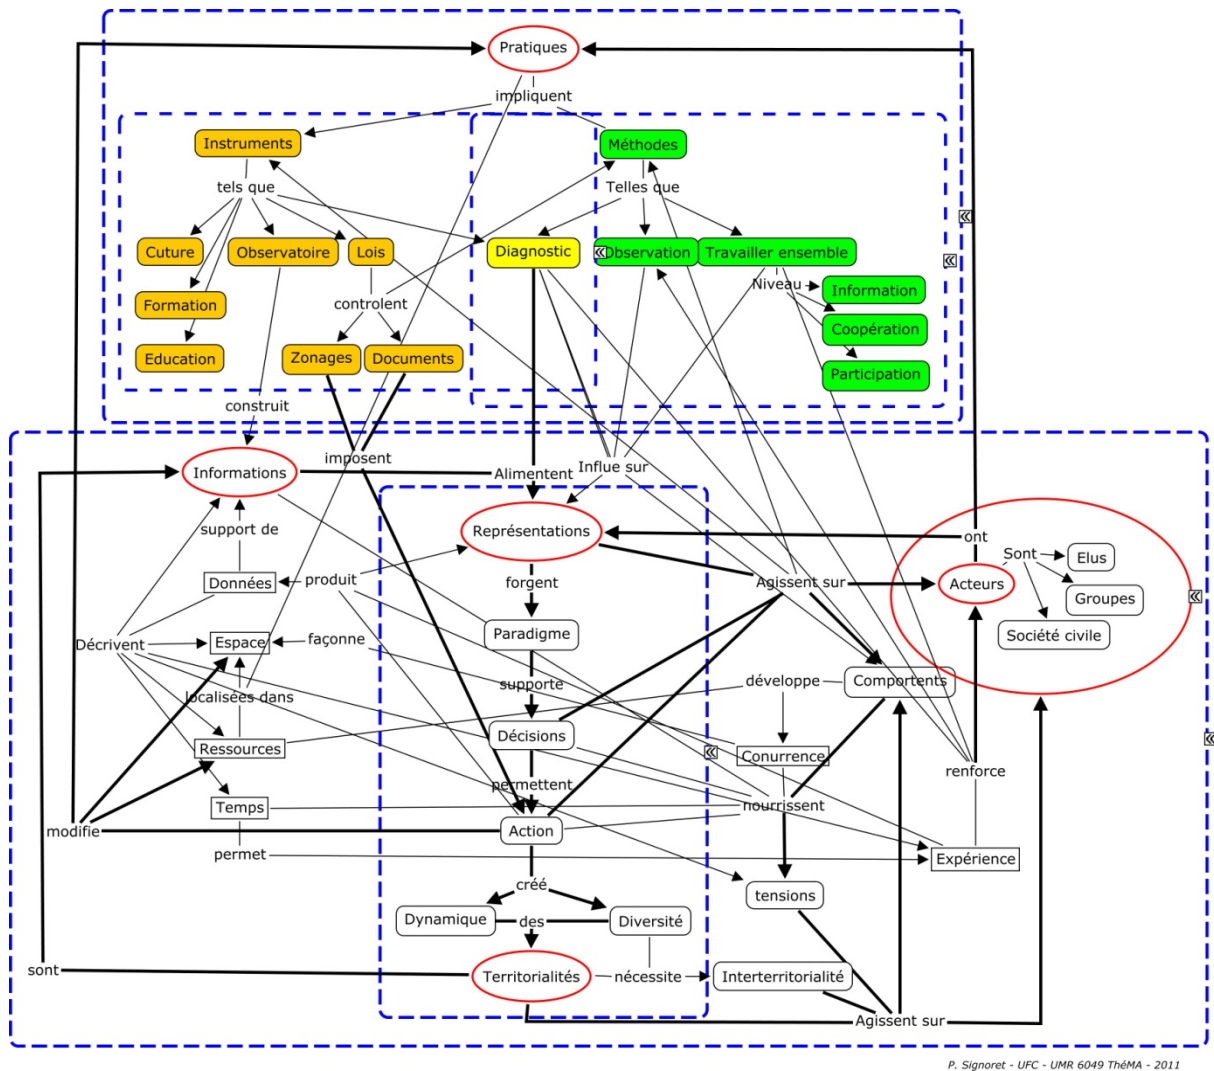 Pratiques
impliquent
Instruments
Méthodes
tels que
Telles que
Cuture
Observatoire
Lois
Diagnostic
Observation
Travailler ensemble
Niveau
Information
Formation
controlent
Coopération
Education
Zonages
Documents
Participation
construit
imposent
Informations
Alimentent
Influe sur
support de
Représentations
ont
Sont
Elus
Données
produit
forgent
Agissent sur
Acteurs
Groupes
Décrivent
Espace
façonne
Paradigme
Société civile
localisées dans
supporte
développe
Comportents
Ressources
Décisions
Conurrence
renforce
permettent
Temps
nourrissent
modifie
Action
permet
Expérience
créé
tensions
Dynamique
des
Diversité
sont
Territorialités
nécessite
Interterritorialité
Agissent sur
P. Signoret - UFC - UMR 6049 ThéMA - 2011